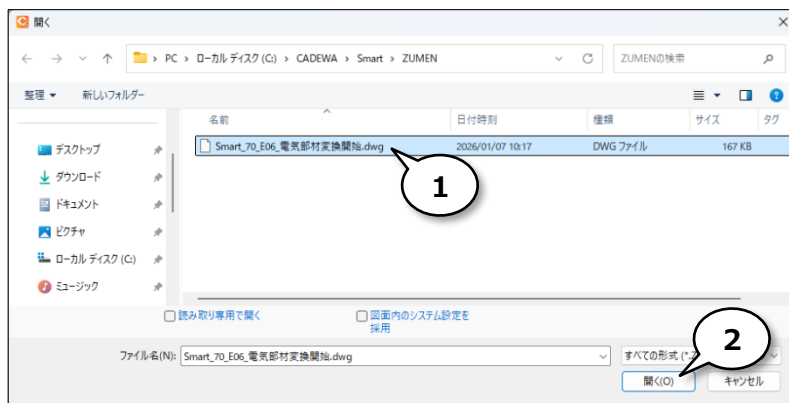 開く
PC › ローカル ディスク (C:) › CADEWA › Smart › ZUMEN
ZUMENの検索
整理 新しいフォルダー
名前 日付時刻 種類 サイズ タグ
デスクトップ
Smart_70_E06_電気部材変換開始.dwg 2026/01/07 10:17 DWG ファイル 167 KB
1
ダウンロード
ドキュメント
ピクチャ
ローカル ディスク (C:)
ミュージック
読み取り専用で開く
図面内のシステム設定を
採用
2
ファイル名(N): Smart_70_E06_電気部材変換開始.dwg
すべての形式 (*.Z
開く(O) キャンセル